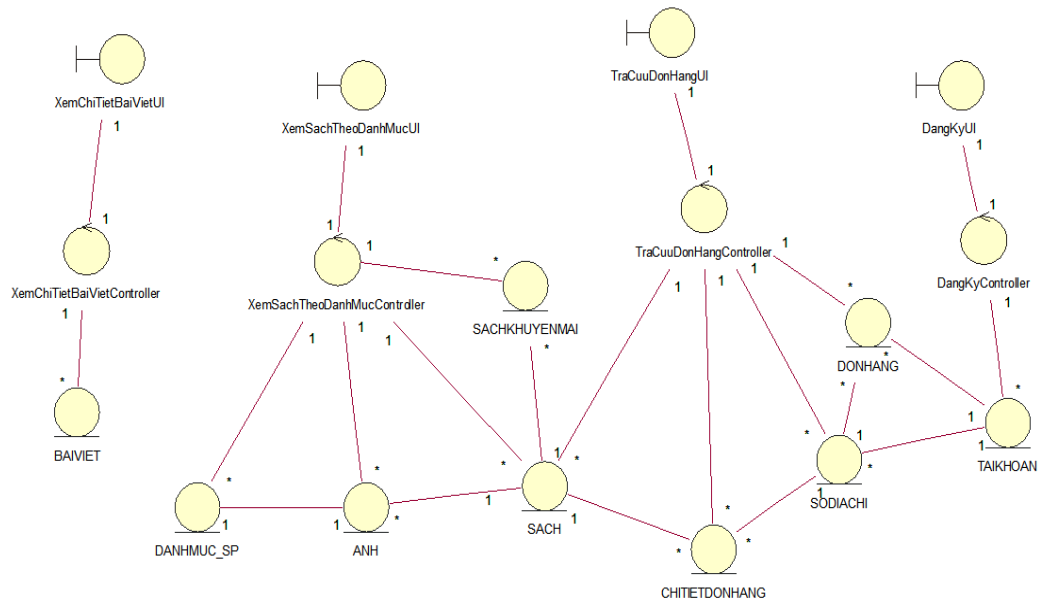 TraCuuDonHangUI
1
XemChiTietBaiVietUI
1
XemSachTheoDanhMucUI
1
DangKyUI
1
1
XemChiTietBaiVietController
1
1
1
XemSachTheoDanhMucController
1
1
1
*
SACHKHUYENMAI
*
1
TraCuuDonHangController
1
1
1
1
1
DangKyController
1
*
DONHANG
*
*
*
BAIVIET
*
DANHMUC_SP
1
*
ANH
1
*
*
SACH
1
1
*
1
*
CHITIETDONHANG
*
*
*
SODIACHI
1
1
*
*
TAIKHOAN
1
1